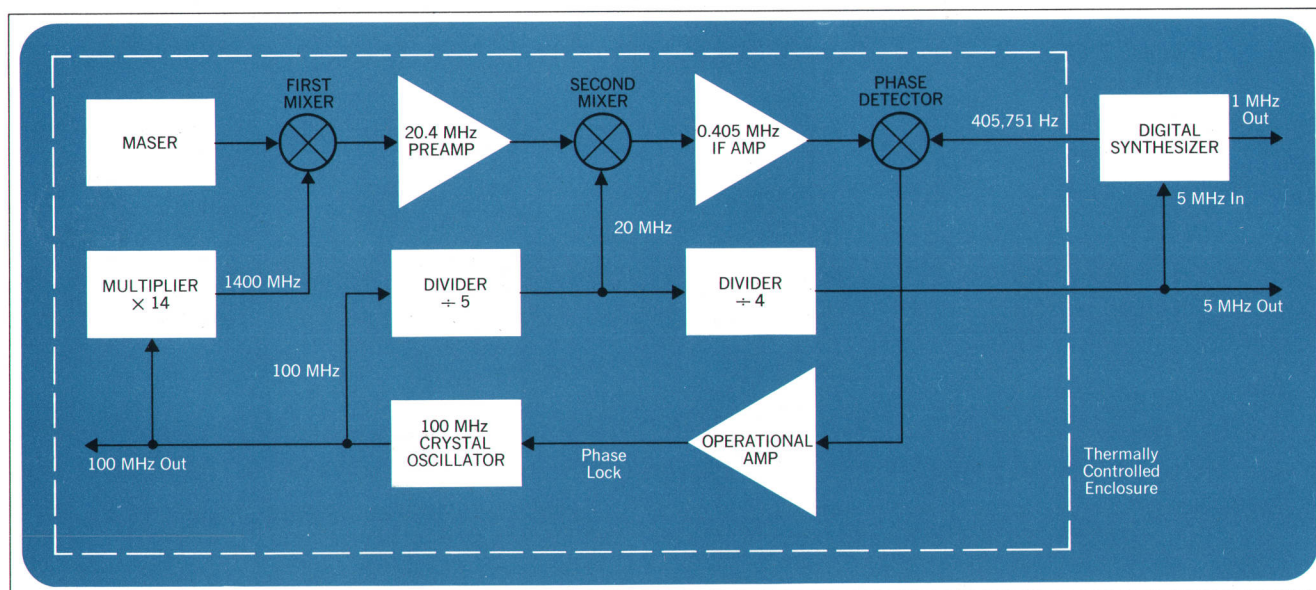 FIRST
MIXER
SECOND
MIXER
PHASE
DETECTOR
MASER
20.4 MHz
PREAMP
0.405 MHz
IF AMP
405,751 Hz
DIGITAL
SYNTHESIZER
1 MHz
Out
5 MHz In
20 MHz
MULTIPLIER
× 14
1400 MHz
DIVIDER
÷ 5
DIVIDER
÷ 4
5 MHz Out
100 MHz
100 MHz
CRYSTAL
OSCILLATOR
OPERATIONAL
AMP
100 MHz Out
Phase
Lock
Thermally
Controlled
Enclosure